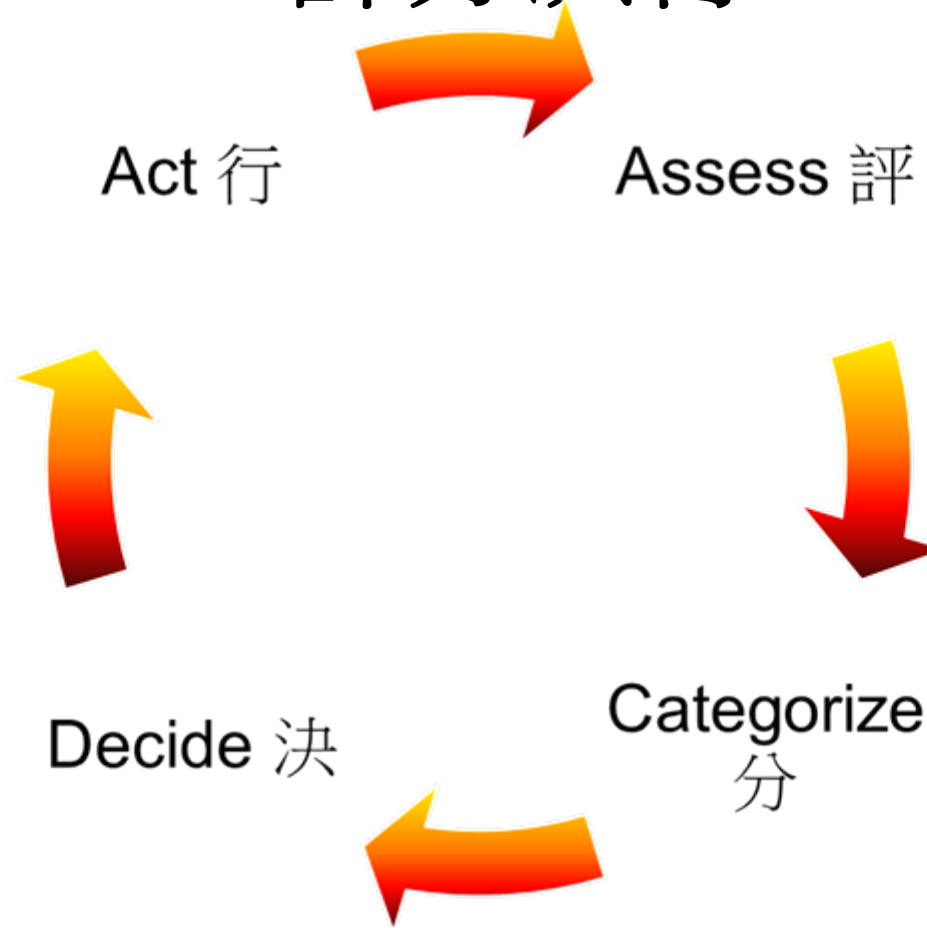 Act 行
Assess 評
Decide 決
Categorize
分